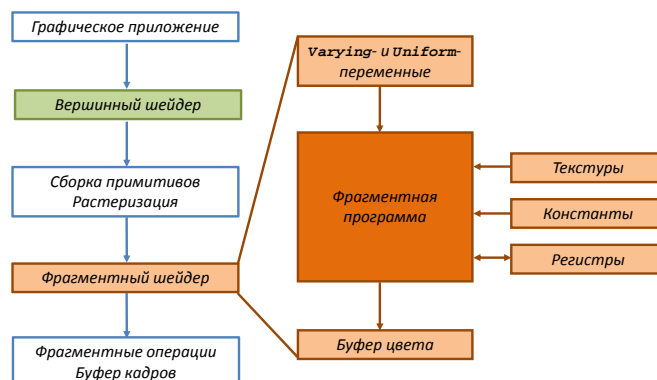 Графическое приложение
Вершинный шейдер
Сборка примитивов
Растеризация
Фрагментный шейдер
Фрагментные операции
Буфер кадров
Varying- и Uniform-
переменные
Фрагментная
программа
Буфер цвета
Текстуры
Константы
Регистры